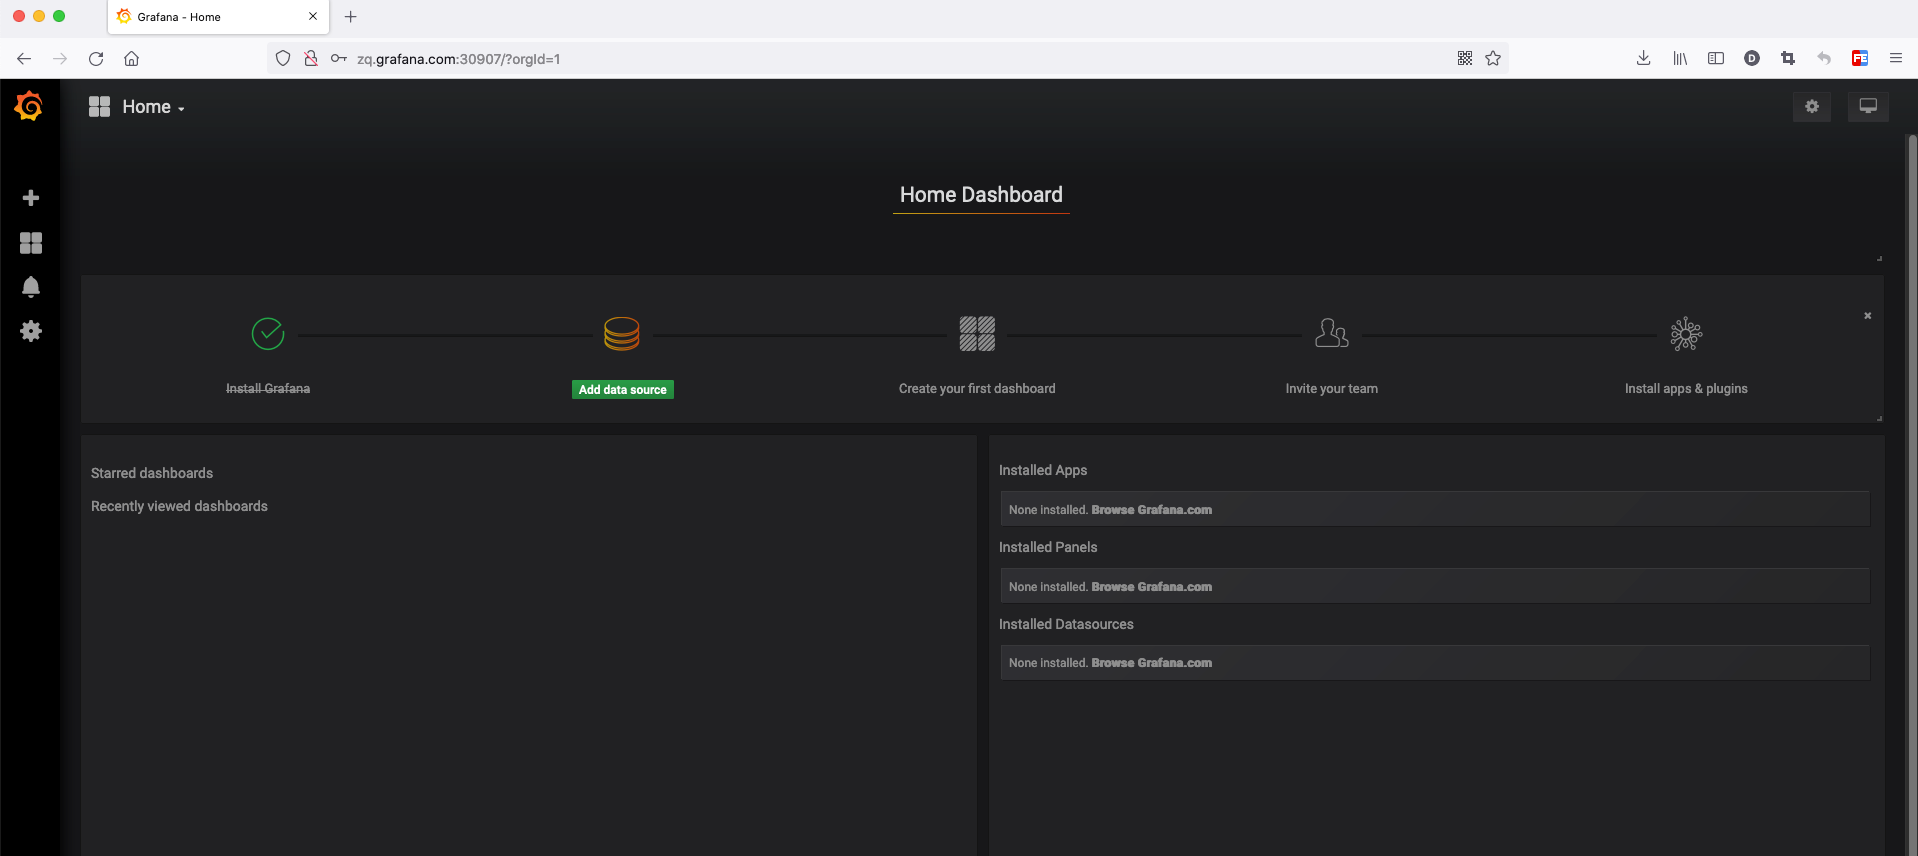 Grafana - Home
zq.grafana.com:30907/?orgId=1
D
FE
Home
Home Dashboard
Install Grafana
Add data source
Create your first dashboard
Invite your team
Install apps & plugins
Starred dashboards
Recently viewed dashboards
Installed Apps
None installed. Browse Grafana.com
Installed Panels
None installed. Browse Grafana.com
Installed Datasources
None installed. Browse Grafana.com